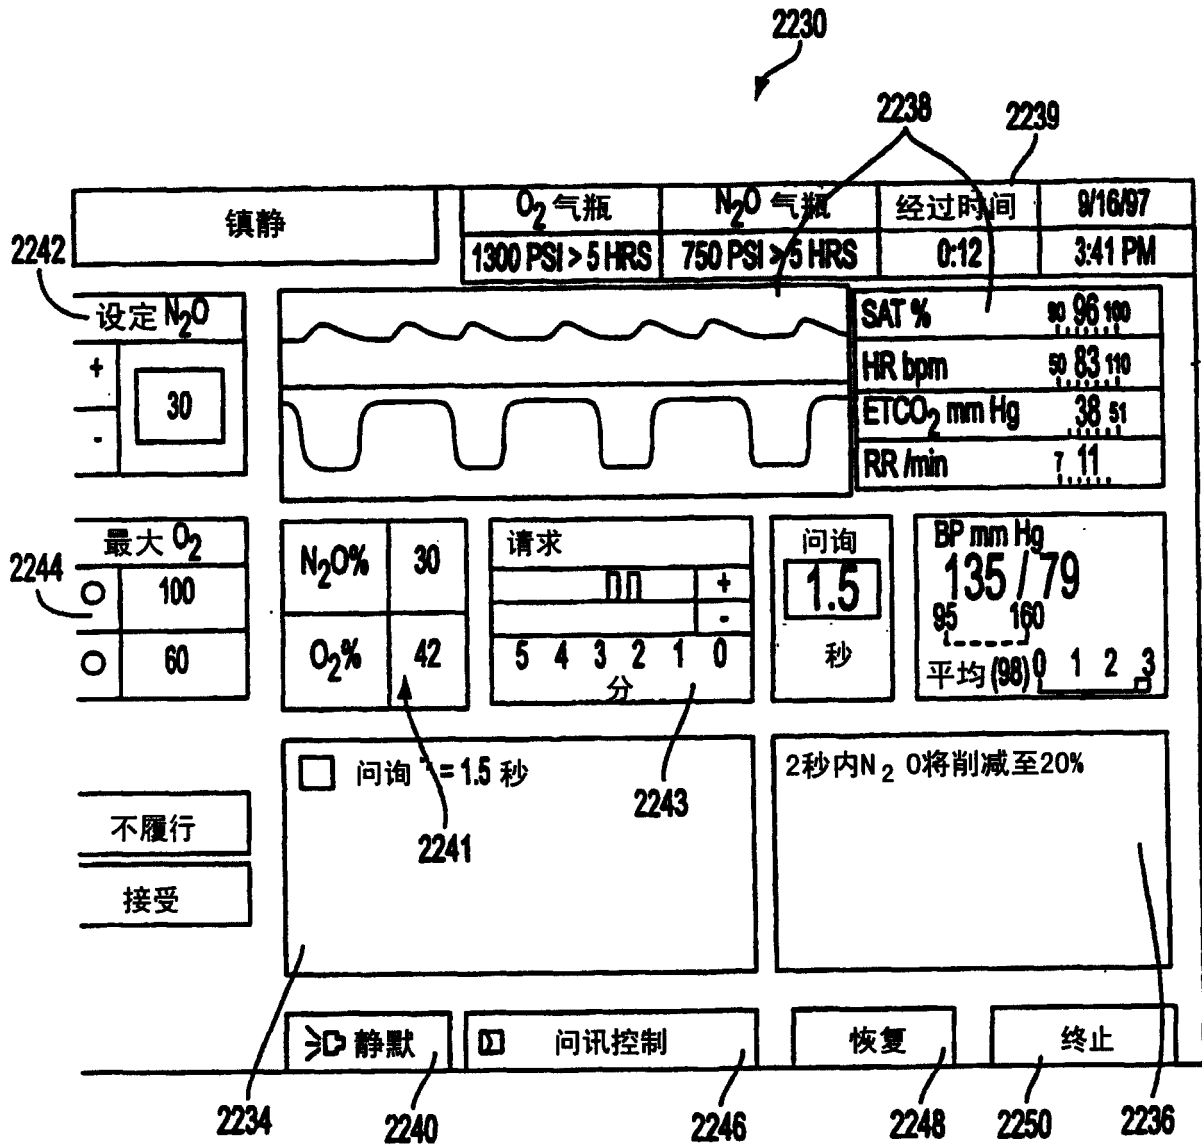 2230
2238
2239
镇静
O2 气瓶
N2O 气瓶
经过时间
9/16/97
1300 PSI > 5 HRS
750 PSI > 5 HRS
0:12
3:41 PM
2242
设定 N2O
+
30
-
SAT %
90 96 100
HR bpm
50 83 110
ETCO2 mm Hg
38 51
RR /min
7 11
最大 O2
2244
100
60
N2O%
30
O2%
42
请求
+
-
5 4 3 2 1 0
分
问询
1.5
秒
BP mm Hg
135 / 79
95 160
平均 (98)
0 1 2 3
问询 = 1.5 秒
2241
2243
2秒内N2 O将削减至20%
不履行
接受
静默
问讯控制
恢复
终止
2234
2240
2246
2248
2250
2236